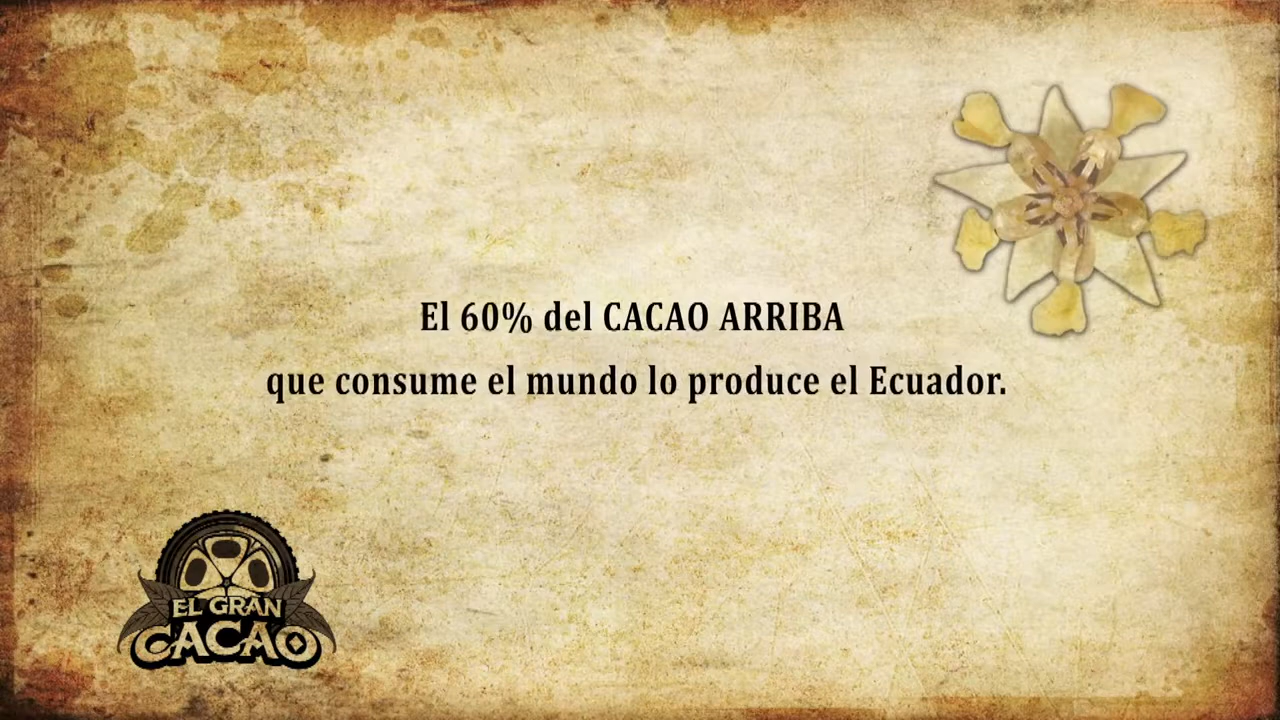 El 60% del CACAO ARRIBA
que consume el mundo lo produce el Ecuador.
EL GRAN
CACAO